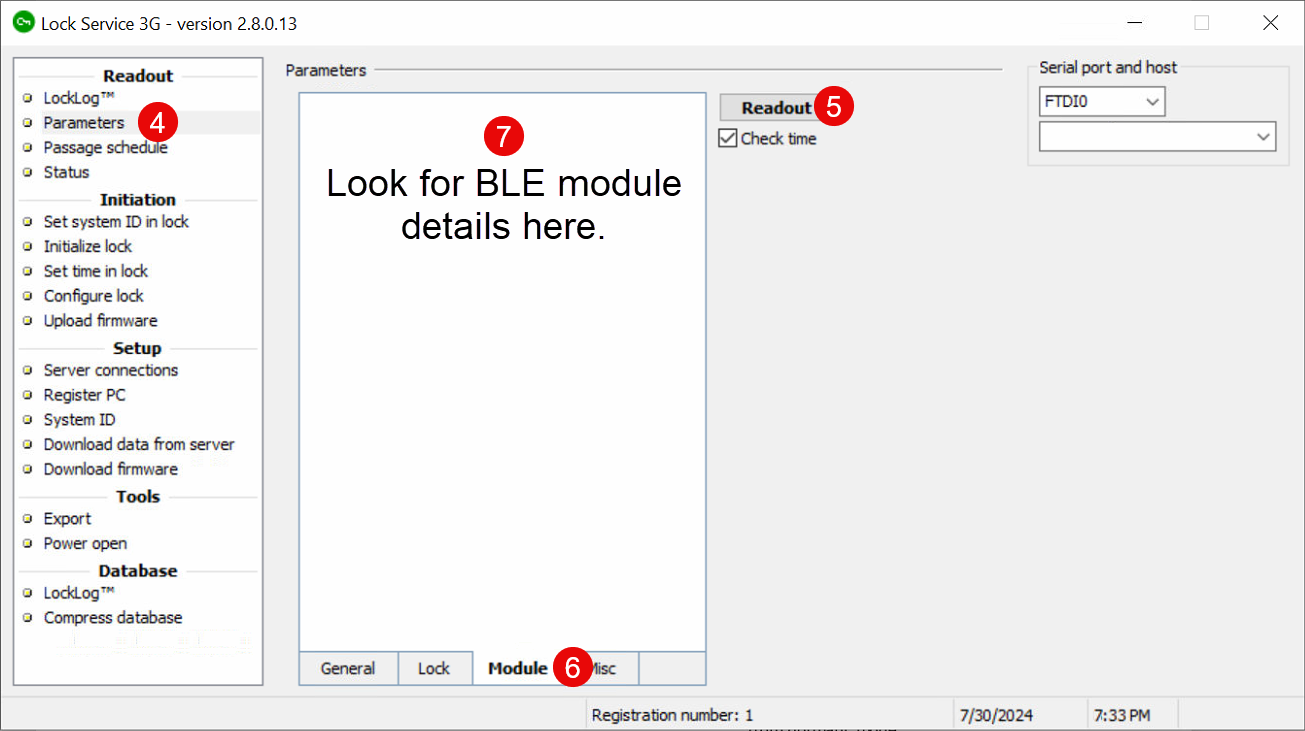 Lock Service 3G - version 2.8.0.13
Readout
LockLog™
Parameters 4
Passage schedule
Status
Initiation
Set system ID in lock
Initialize lock
Set time in lock
Configure lock
Upload firmware
Setup
Server connections
Register PC
System ID
Download data from server
Download firmware
Tools
Export
Power open
Database
LockLog™
Compress database
Parameters
7
Look for BLE module
details here.
General Lock Module 6
Readout 5
Check time
Serial port and host
FTDI0
Registration number: 1 7/30/2024 7:33 PM